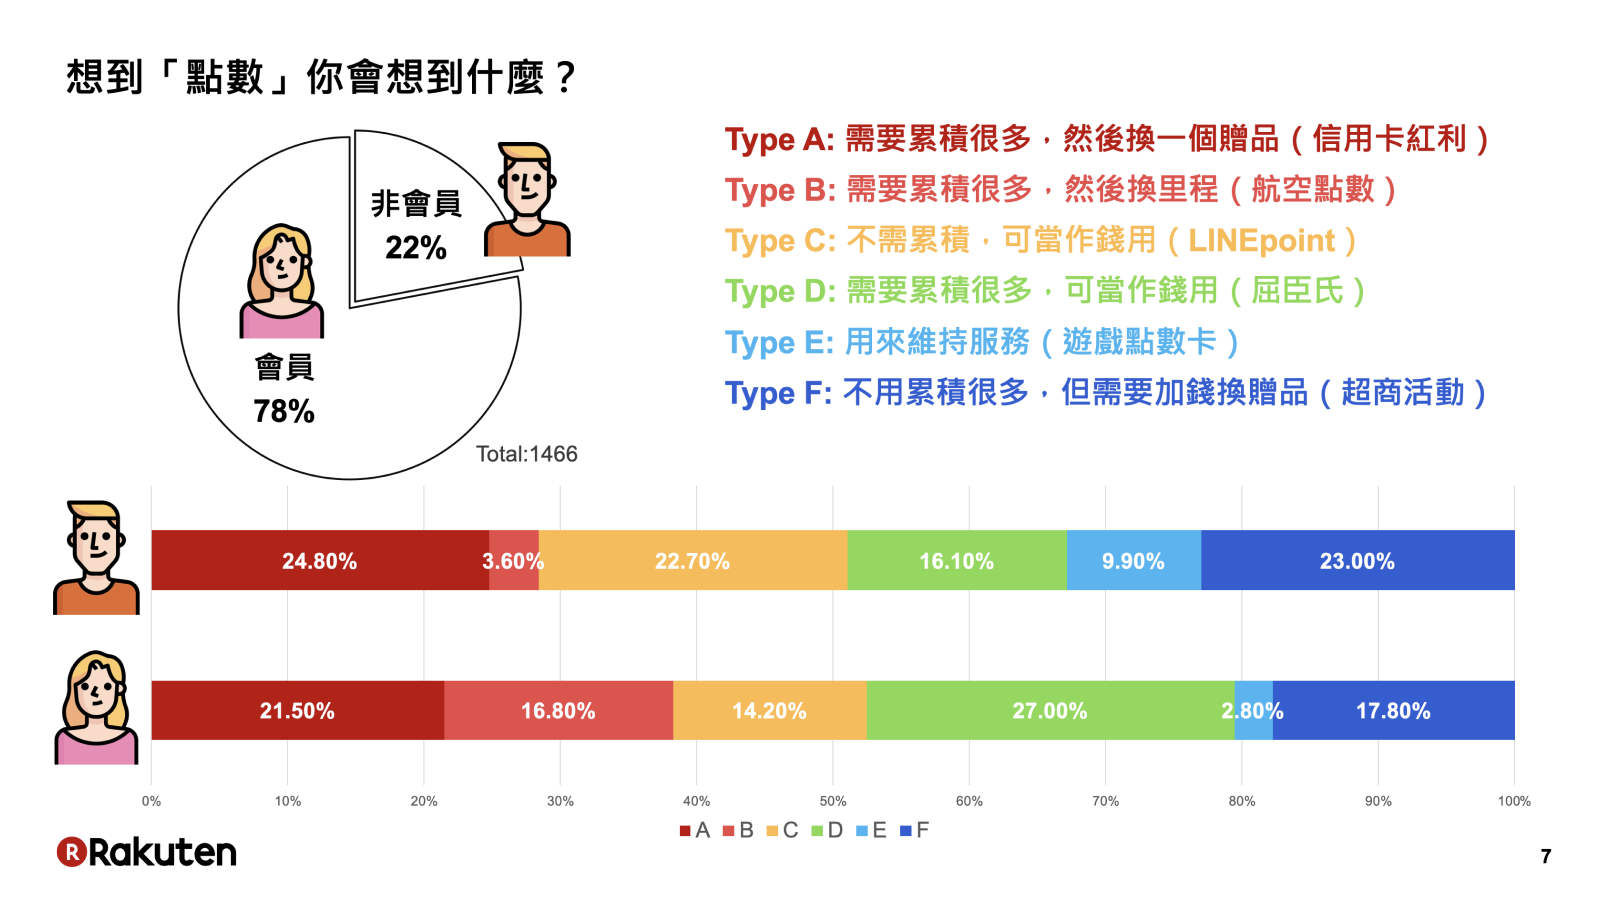 想到「點數」你會想到什麼？
非會員
22%
會員
78%
Total:1466
Type A: 需要累積很多，然後換一個贈品（信用卡紅利）
Type B: 需要累積很多，然後換里程（航空點數）
Type C: 不需累積，可當作錢用（LINEpoint）
Type D: 需要累積很多，可當作錢用（屈臣氏）
Type E: 用來維持服務（遊戲點數卡）
Type F: 不用累積很多，但需要加錢換贈品（超商活動）
24.80% 3.60% 22.70% 16.10% 9.90% 23.00%
21.50% 16.80% 14.20% 27.00% 2.80% 17.80%
0% 10% 20% 30% 40% 50% 60% 70% 80% 90% 100%
A B C D E F
R Rakuten
7